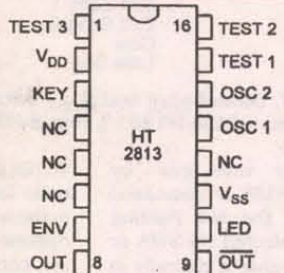 TEST 3 1 16 TEST 2
VDD TEST 1
KEY OSC 2
NC OSC 1
HT
2813
NC NC
NC VSS
ENV LED
OUT 8 9 O̅U̅T̅